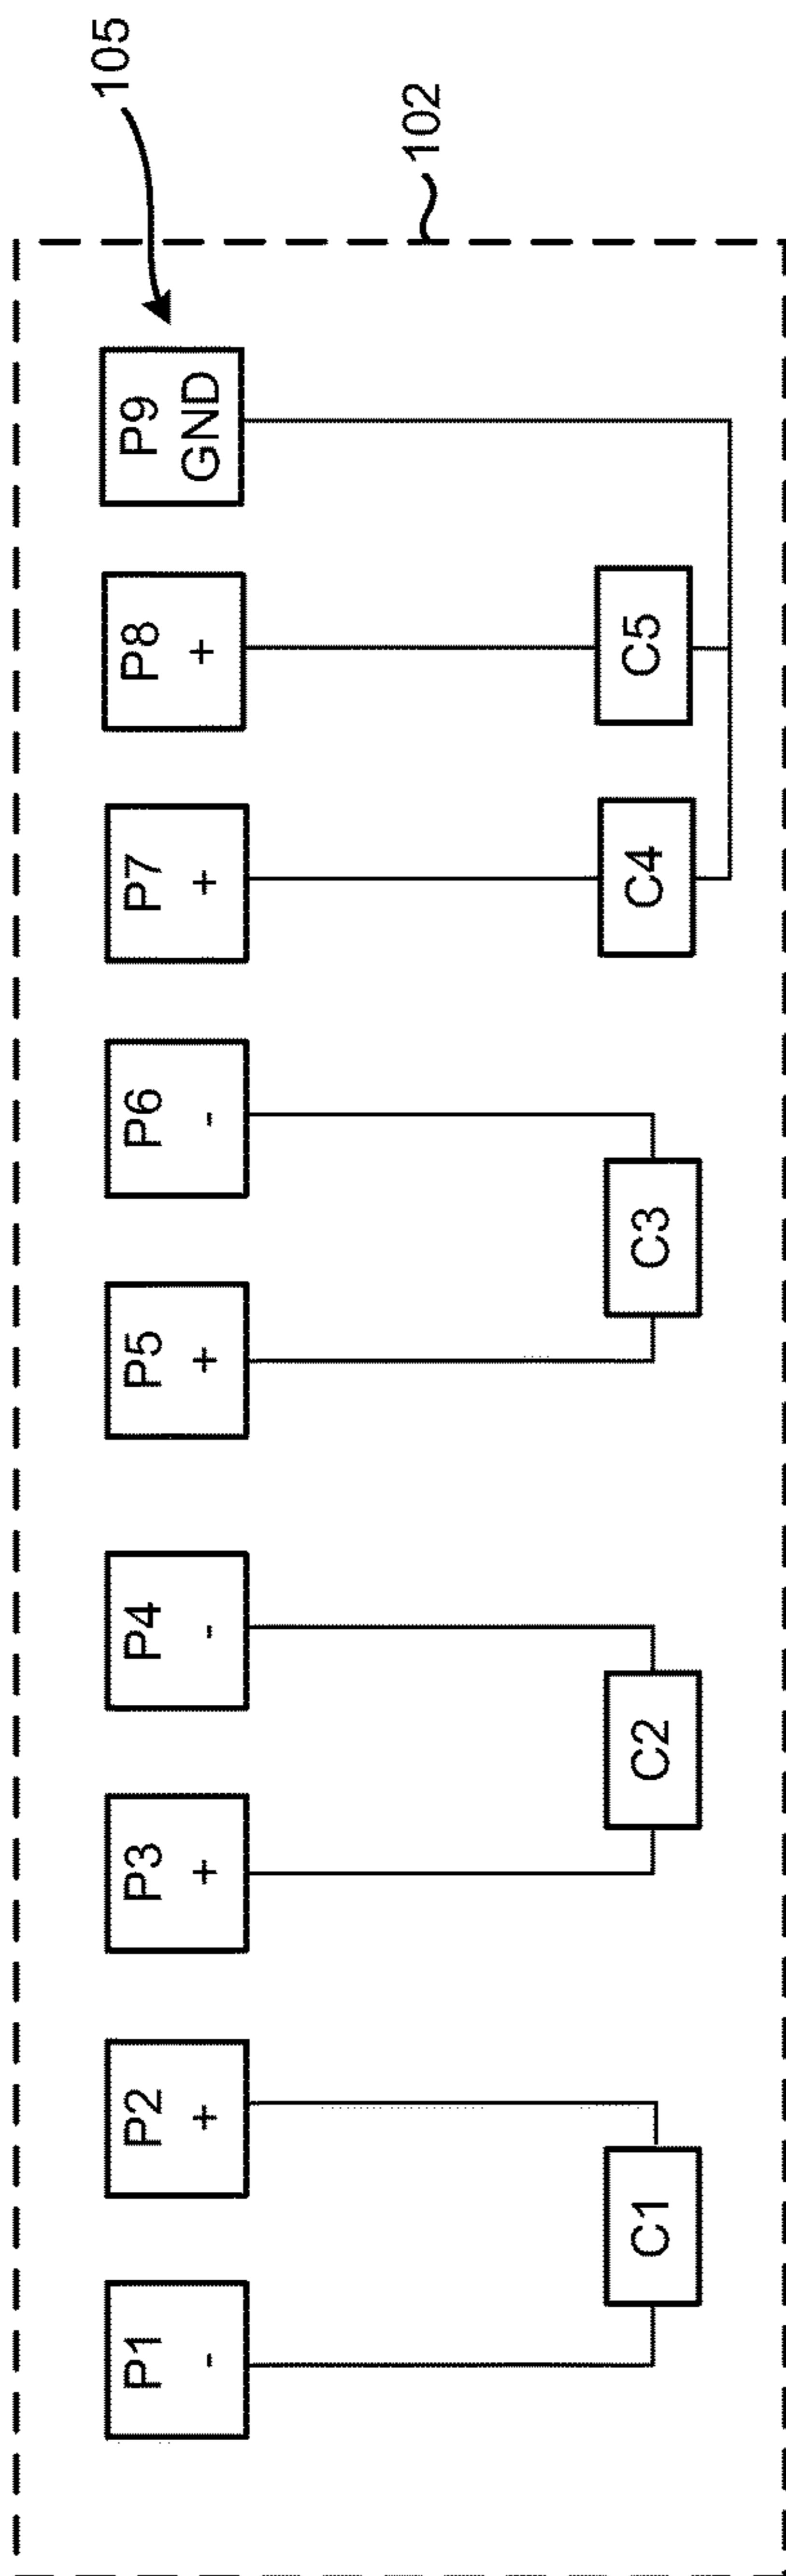 105
102
P1
-
P2
+
P3
+
P4
-
P5
+
P6
-
P7
+
P8
+
P9
GND
C1
C2
C3
C4
C5